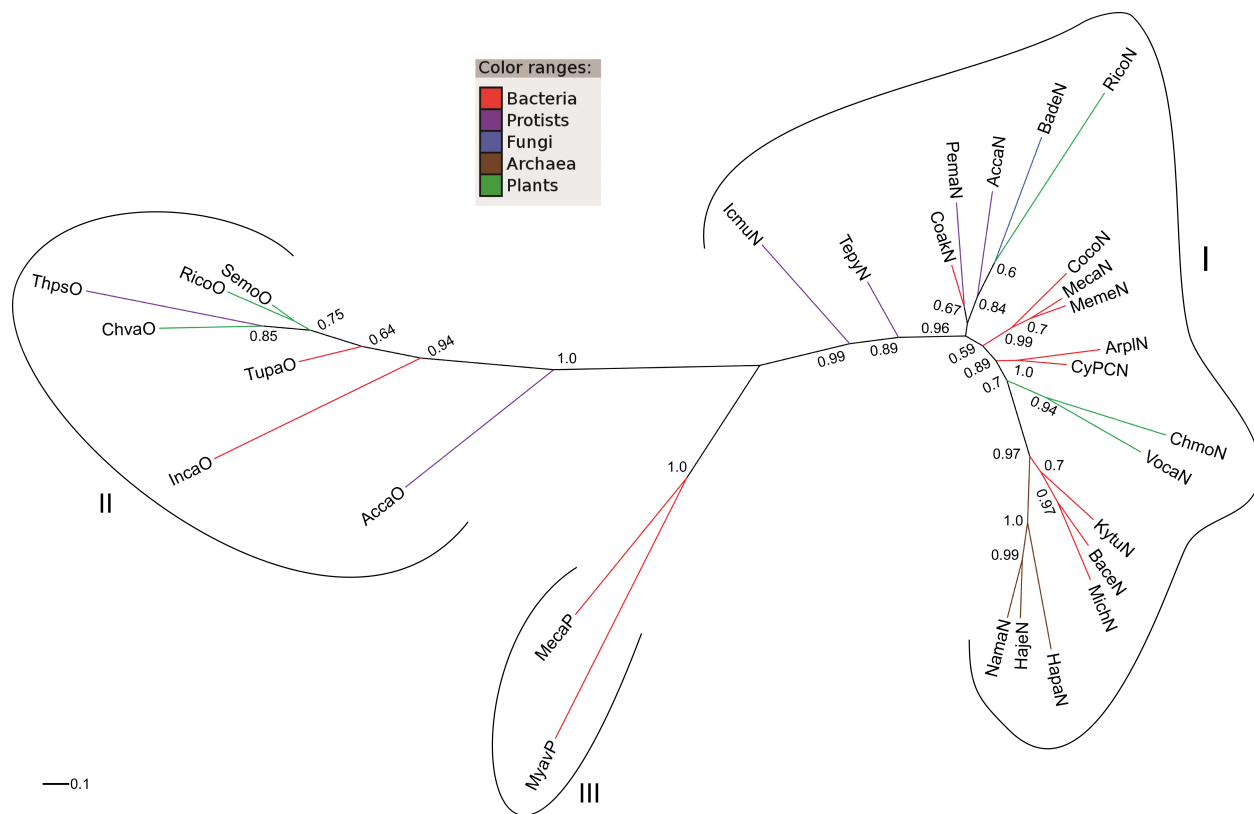 Color ranges:
Bacteria
Protists
Fungi
Archaea
Plants
RicoN
BadeN
AccaN
PemaN
CoakN
TepyN
IcmuN
CocoN
MecaN
MemeN
ArplN
CyPCN
ChmoN
VocaN
KytuN
BaceN
MichN
HapaN
HajeN
NamaN
I
0.6
0.84
0.67
0.96
0.89
0.99
0.59
0.7
0.99
0.89
1.0
0.7
0.94
0.97
0.7
0.97
1.0
0.99
ThpsO
RicoO
SemoO
ChvaO
TupaO
IncaO
AccaO
II
0.75
0.85
0.64
0.94
1.0
1.0
MecaP
MyavP
III
0.1